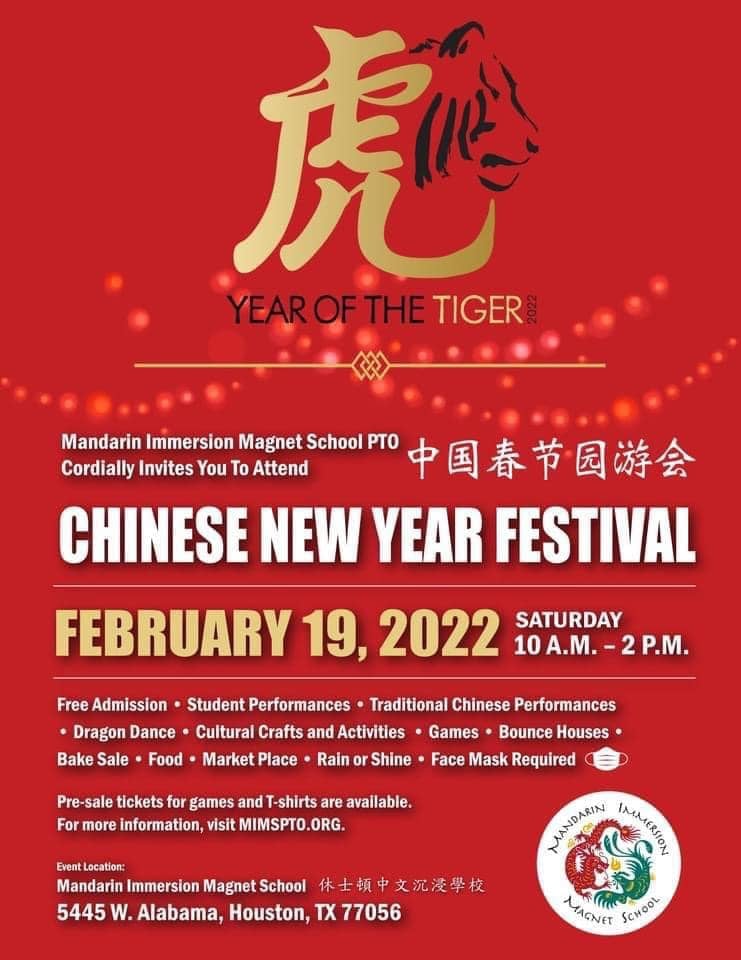 虎
YEAR OF THE TIGER 2022
Mandarin Immersion Magnet School PTO
Cordially Invites You To Attend
中国春节园游会
CHINESE NEW YEAR FESTIVAL
FEBRUARY 19, 2022
SATURDAY
10 A.M. – 2 P.M.
Free Admission • Student Performances • Traditional Chinese Performances
• Dragon Dance • Cultural Crafts and Activities • Games • Bounce Houses •
Bake Sale • Food • Market Place • Rain or Shine • Face Mask Required
Pre-sale tickets for games and T-shirts are available.
For more information, visit MIMSPTO.ORG.
Event Location:
Mandarin Immersion Magnet School 休士頓中文沉浸學校
5445 W. Alabama, Houston, TX 77056
MANDARIN IMMERSION
MAGNET SCHOOL